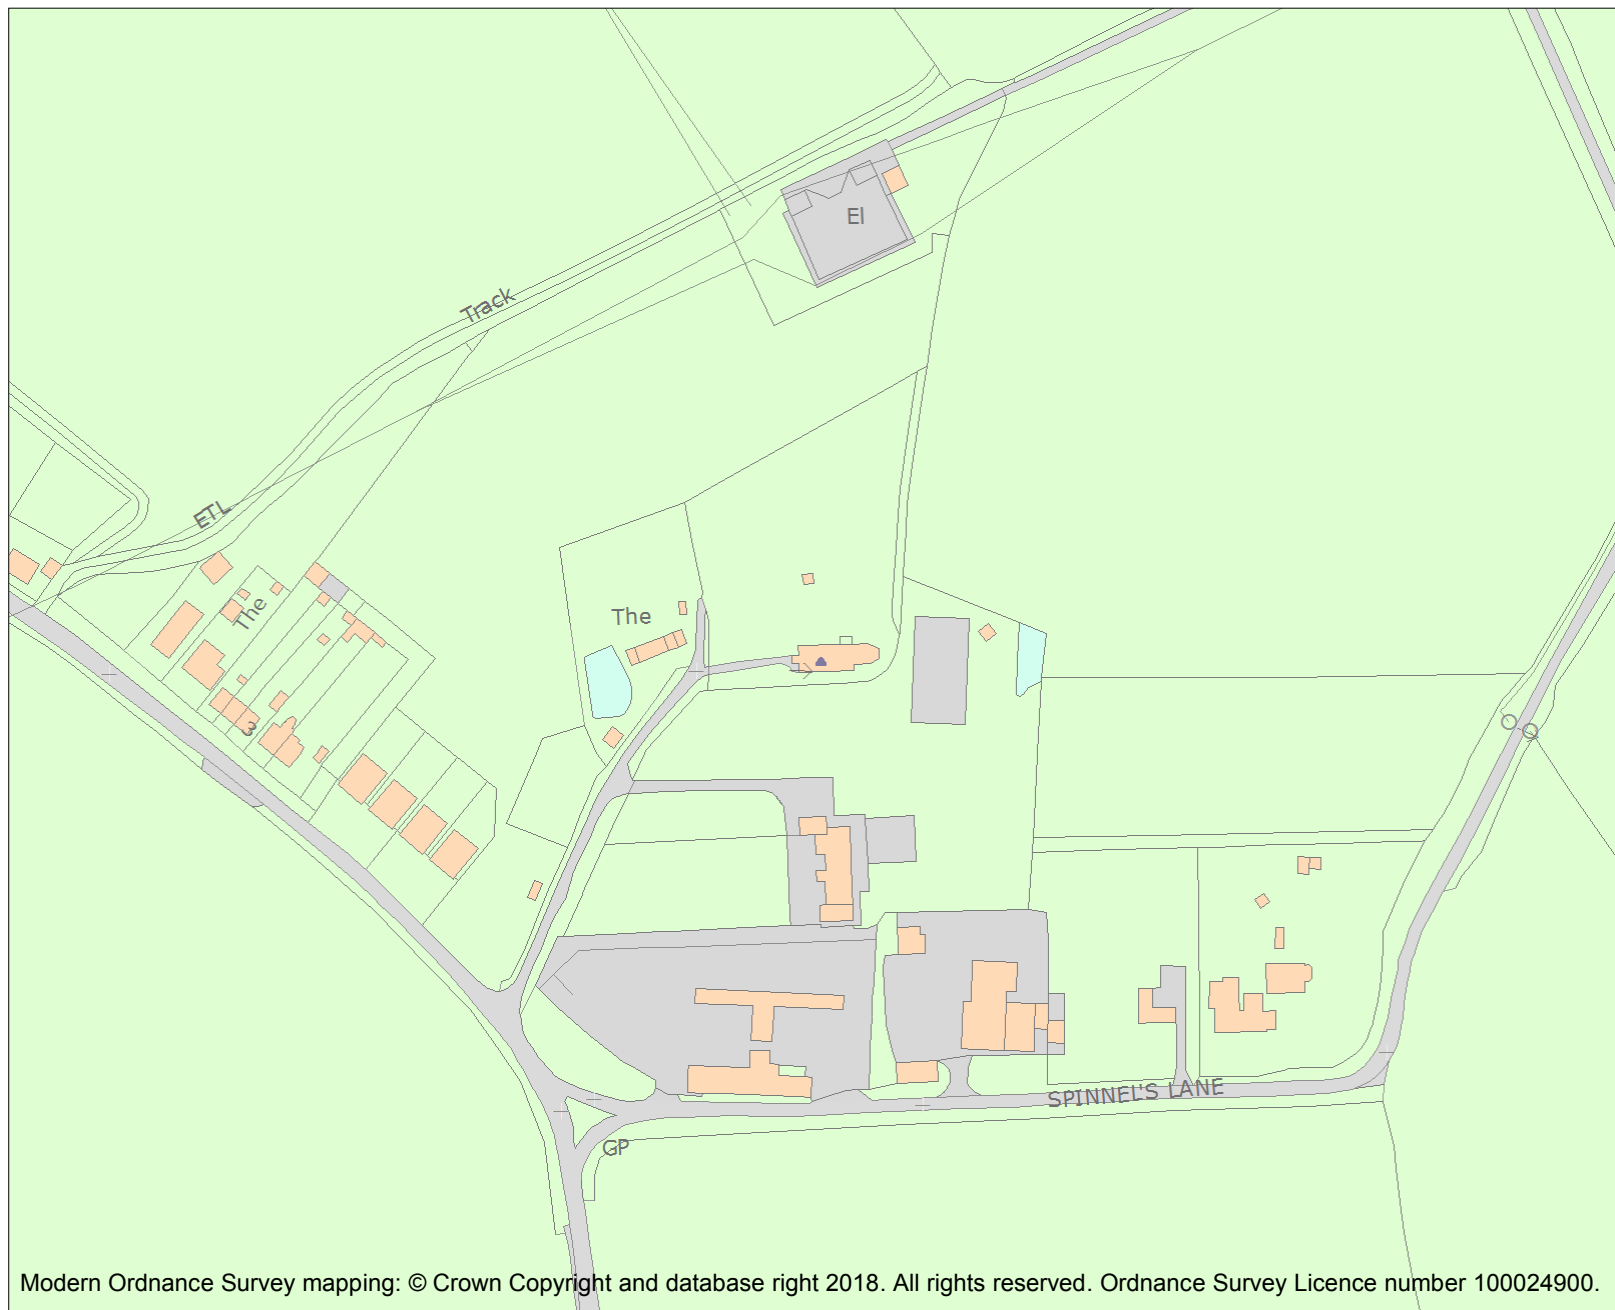 El
Track
ETL
The
The
3
SPINNEL'S LANE
GP
Modern Ordnance Survey mapping: © Crown Copyright and database right 2018. All rights reserved. Ordnance Survey Licence number 100024900.